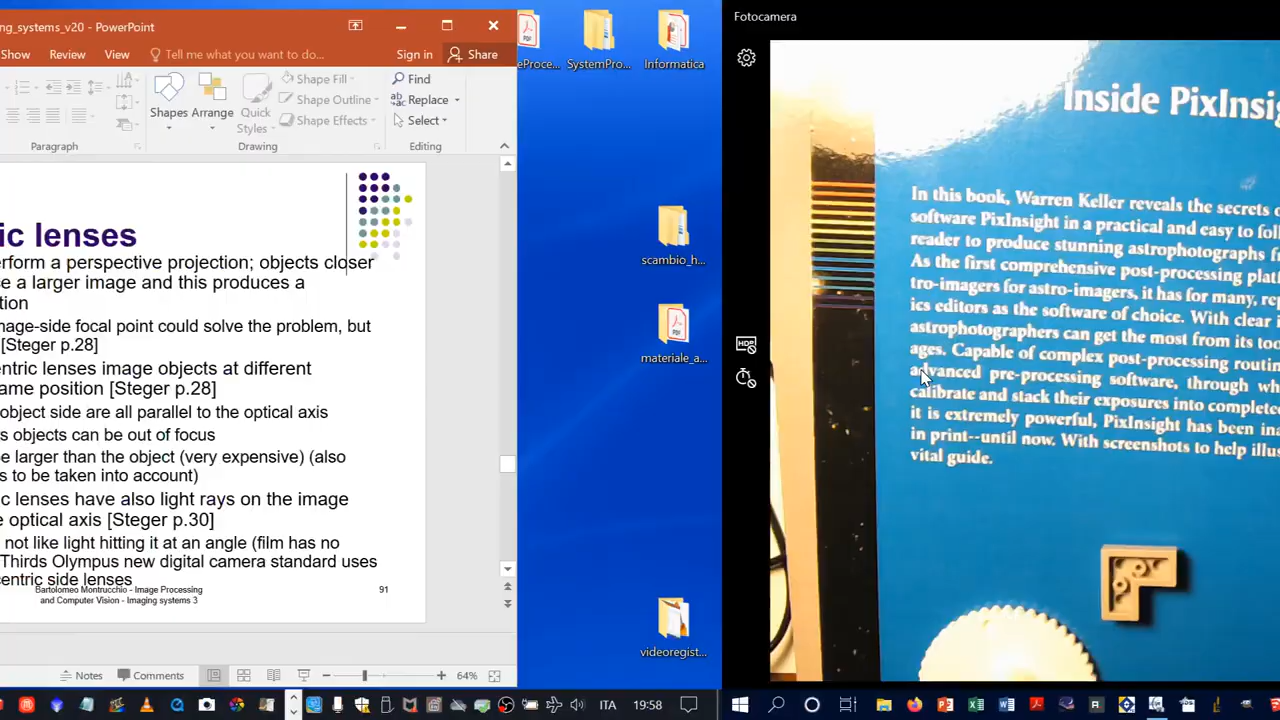 ng_systems_v20 - PowerPoint
Show Review View Tell me what you want to do... Sign in Share
Shapes Arrange Quick Styles
Shape Fill
Shape Outline
Shape Effects
Find
Replace
Select
Paragraph Drawing Editing
ic lenses
erform a perspective projection; objects closer
e a larger image and this produces a
tion
mage-side focal point could solve the problem, but
[Steger p.28]
entric lenses image objects at different
ame position [Steger p.28]
object side are all parallel to the optical axis
s objects can be out of focus
e larger than the object (very expensive) (also
s to be taken into account)
ic lenses have also light rays on the image
e optical axis [Steger p.30]
not like light hitting it at an angle (film has no
Thirds Olympus new digital camera standard uses
centric side lenses
Bartolomeo Montrucchio - Image Processing
and Computer Vision - Imaging systems 3
91
Notes Comments 64%
eProce...
SystemPro...
Informatica
scambio_h...
materiale_a...
videoregist...
ITA 19:58
Fotocamera
HDR
Inside PixInsig
In this book, Warren Keller reveals the secrets o
software PixInsight in a practical and easy to foll
reader to produce stunning astrophotographs f
As the first comprehensive post-processing platf
tro-imagers for astro-imagers, it has for many, rep
ics editors as the software of choice. With clear i
astrophotographers can get the most from its too
ages. Capable of complex post-processing routin
advanced pre-processing software, through wh
calibrate and stack their exposures into complete
it is extremely powerful, PixInsight has been ina
in print--until now. With screenshots to help illus
vital guide.